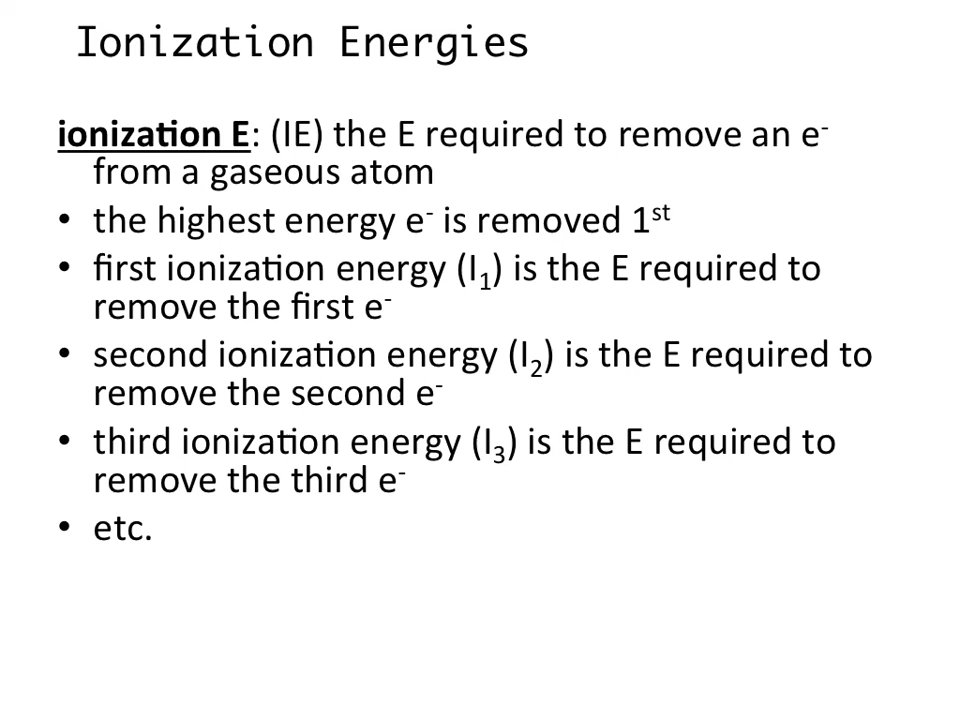 Ionization Energies
ionization E: (IE) the E required to remove an e⁻
from a gaseous atom
• the highest energy e⁻ is removed 1ˢᵗ
• first ionization energy (I₁) is the E required to
remove the first e⁻
• second ionization energy (I₂) is the E required to
remove the second e⁻
• third ionization energy (I₃) is the E required to
remove the third e⁻
• etc.